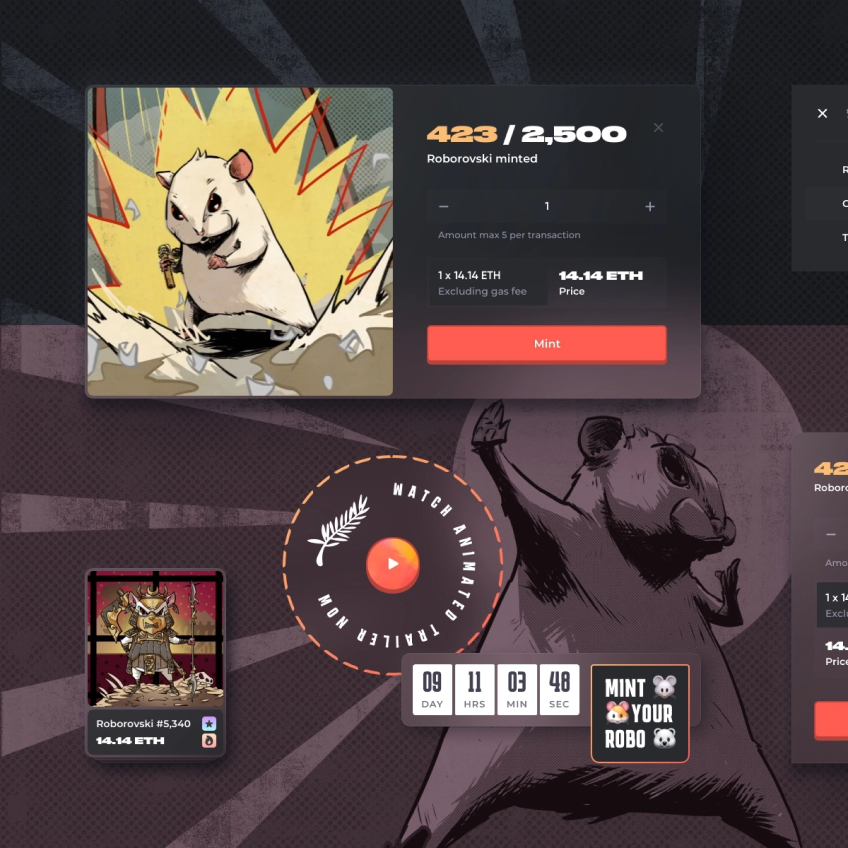 423 / 2,500
Roborovski minted
− 1 +
Amount max 5 per transaction
1 x 14.14 ETH
Excluding gas fee
14.14 ETH
Price
Mint
WATCH ANIMATED TRAILER NOW
09 11 03 48
DAY HRS MIN SEC
MINT
YOUR
ROBO
Roborovski #5,340
14.14 ETH
42
Roboro
Amo
1 x 14
Exclu
14.
Price